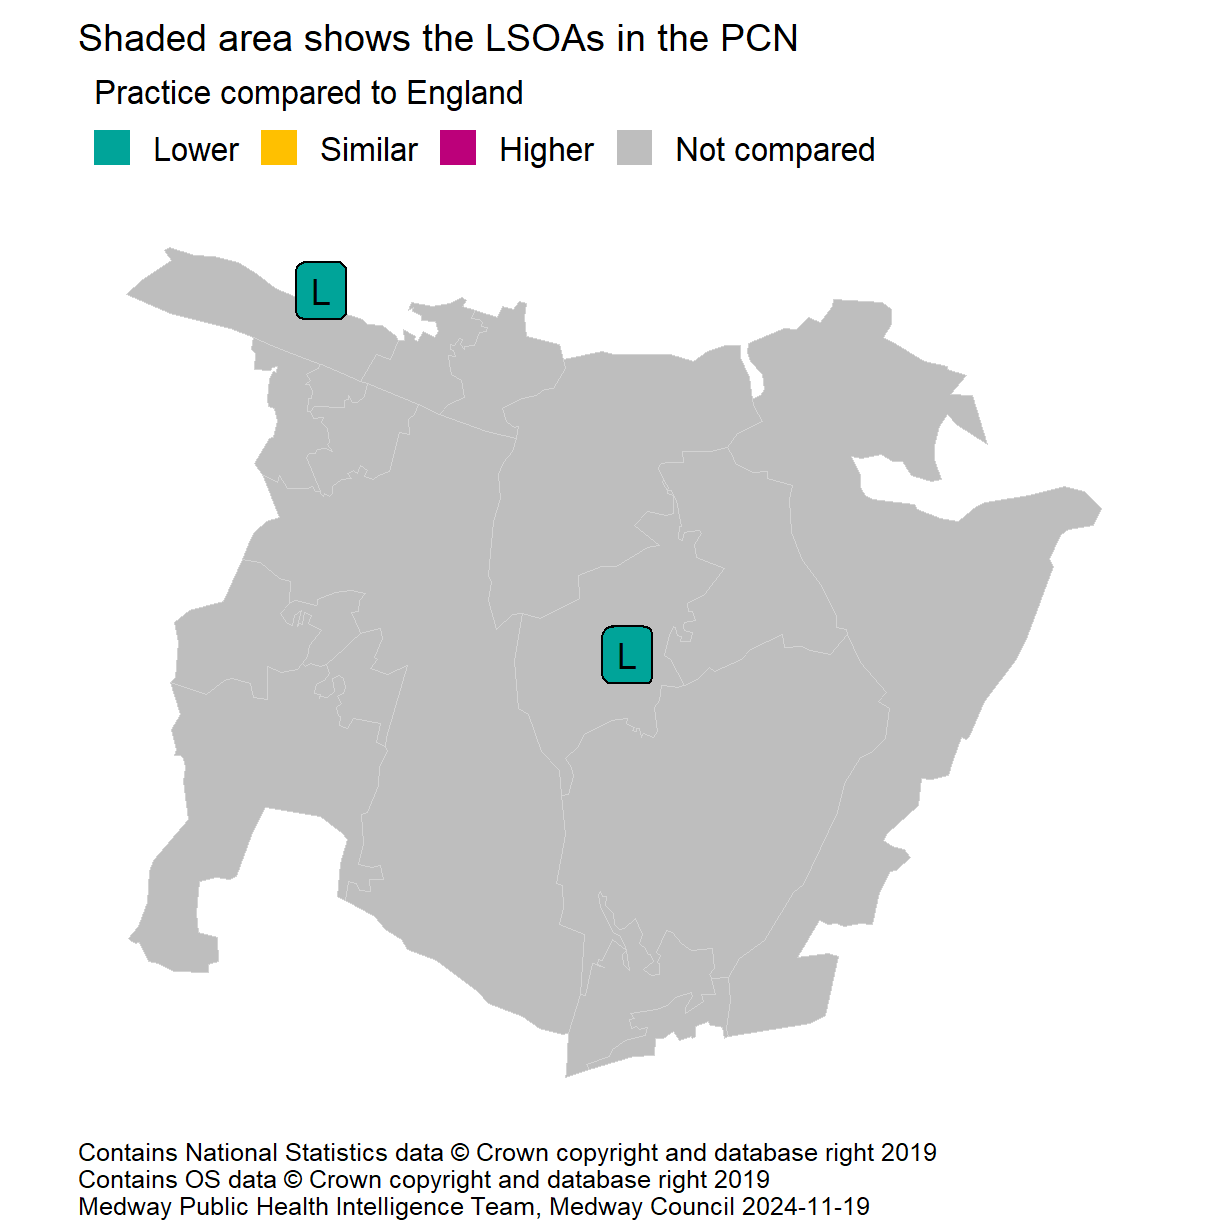 Shaded area shows the LSOAs in the PCN
Practice compared to England
Lower Similar Higher Not compared
L
L
Contains National Statistics data © Crown copyright and database right 2019
Contains OS data © Crown copyright and database right 2019
Medway Public Health Intelligence Team, Medway Council 2024-11-19